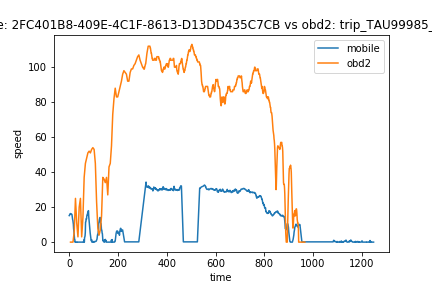 e: 2FC401B8-409E-4C1F-8613-D13DD435C7CB vs obd2: trip_TAU99985_
mobile
obd2
100
80
60
40
20
0
speed
0 200 400 600 800 1000 1200
time